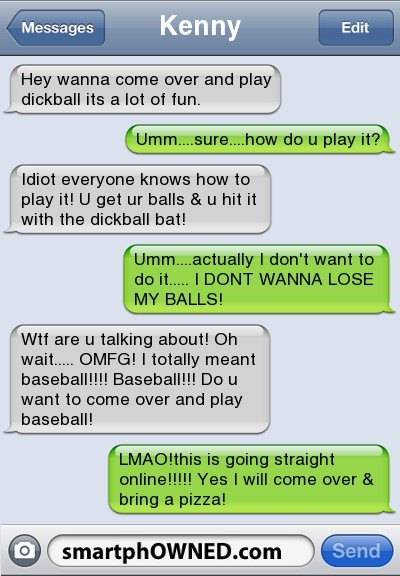 Messages
Kenny
Edit
Hey wanna come over and play
dickball its a lot of fun.
Umm....sure....how do u play it?
Idiot everyone knows how to
play it! U get ur balls & u hit it
with the dickball bat!
Umm....actually I don't want to
do it..... I DONT WANNA LOSE
MY BALLS!
Wtf are u talking about! Oh
wait..... OMFG! I totally meant
baseball!!!! Baseball!!! Do u
want to come over and play
baseball!
LMAO!this is going straight
online!!!!! Yes I will come over &
bring a pizza!
smartphOWNED.com
Send